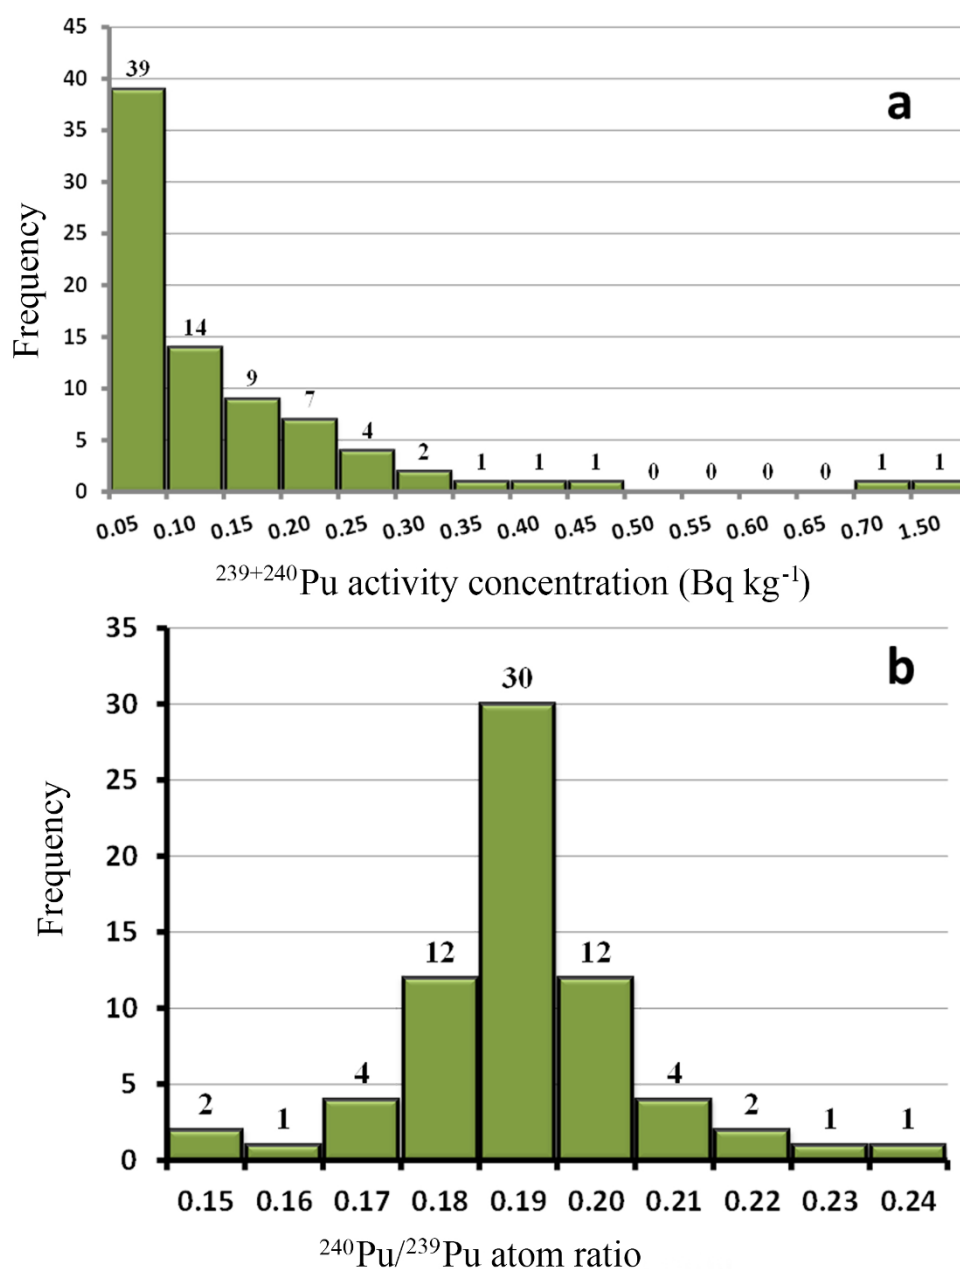 45
39
40
a
35
30
25
20
15
14
10
9
7
5
4
2
1 1 1 0 0 0 0 1 1
0
Frequency
0.05 0.10 0.15 0.20 0.25 0.30 0.35 0.40 0.45 0.50 0.55 0.60 0.65 0.70 1.50
²³⁹⁺²⁴⁰Pu activity concentration (Bq kg⁻¹)
35
b
30
30
25
20
15
12 12
10
5
4 4
2 1 2 1 1
0
Frequency
0.15 0.16 0.17 0.18 0.19 0.20 0.21 0.22 0.23 0.24
²⁴⁰Pu/²³⁹Pu atom ratio